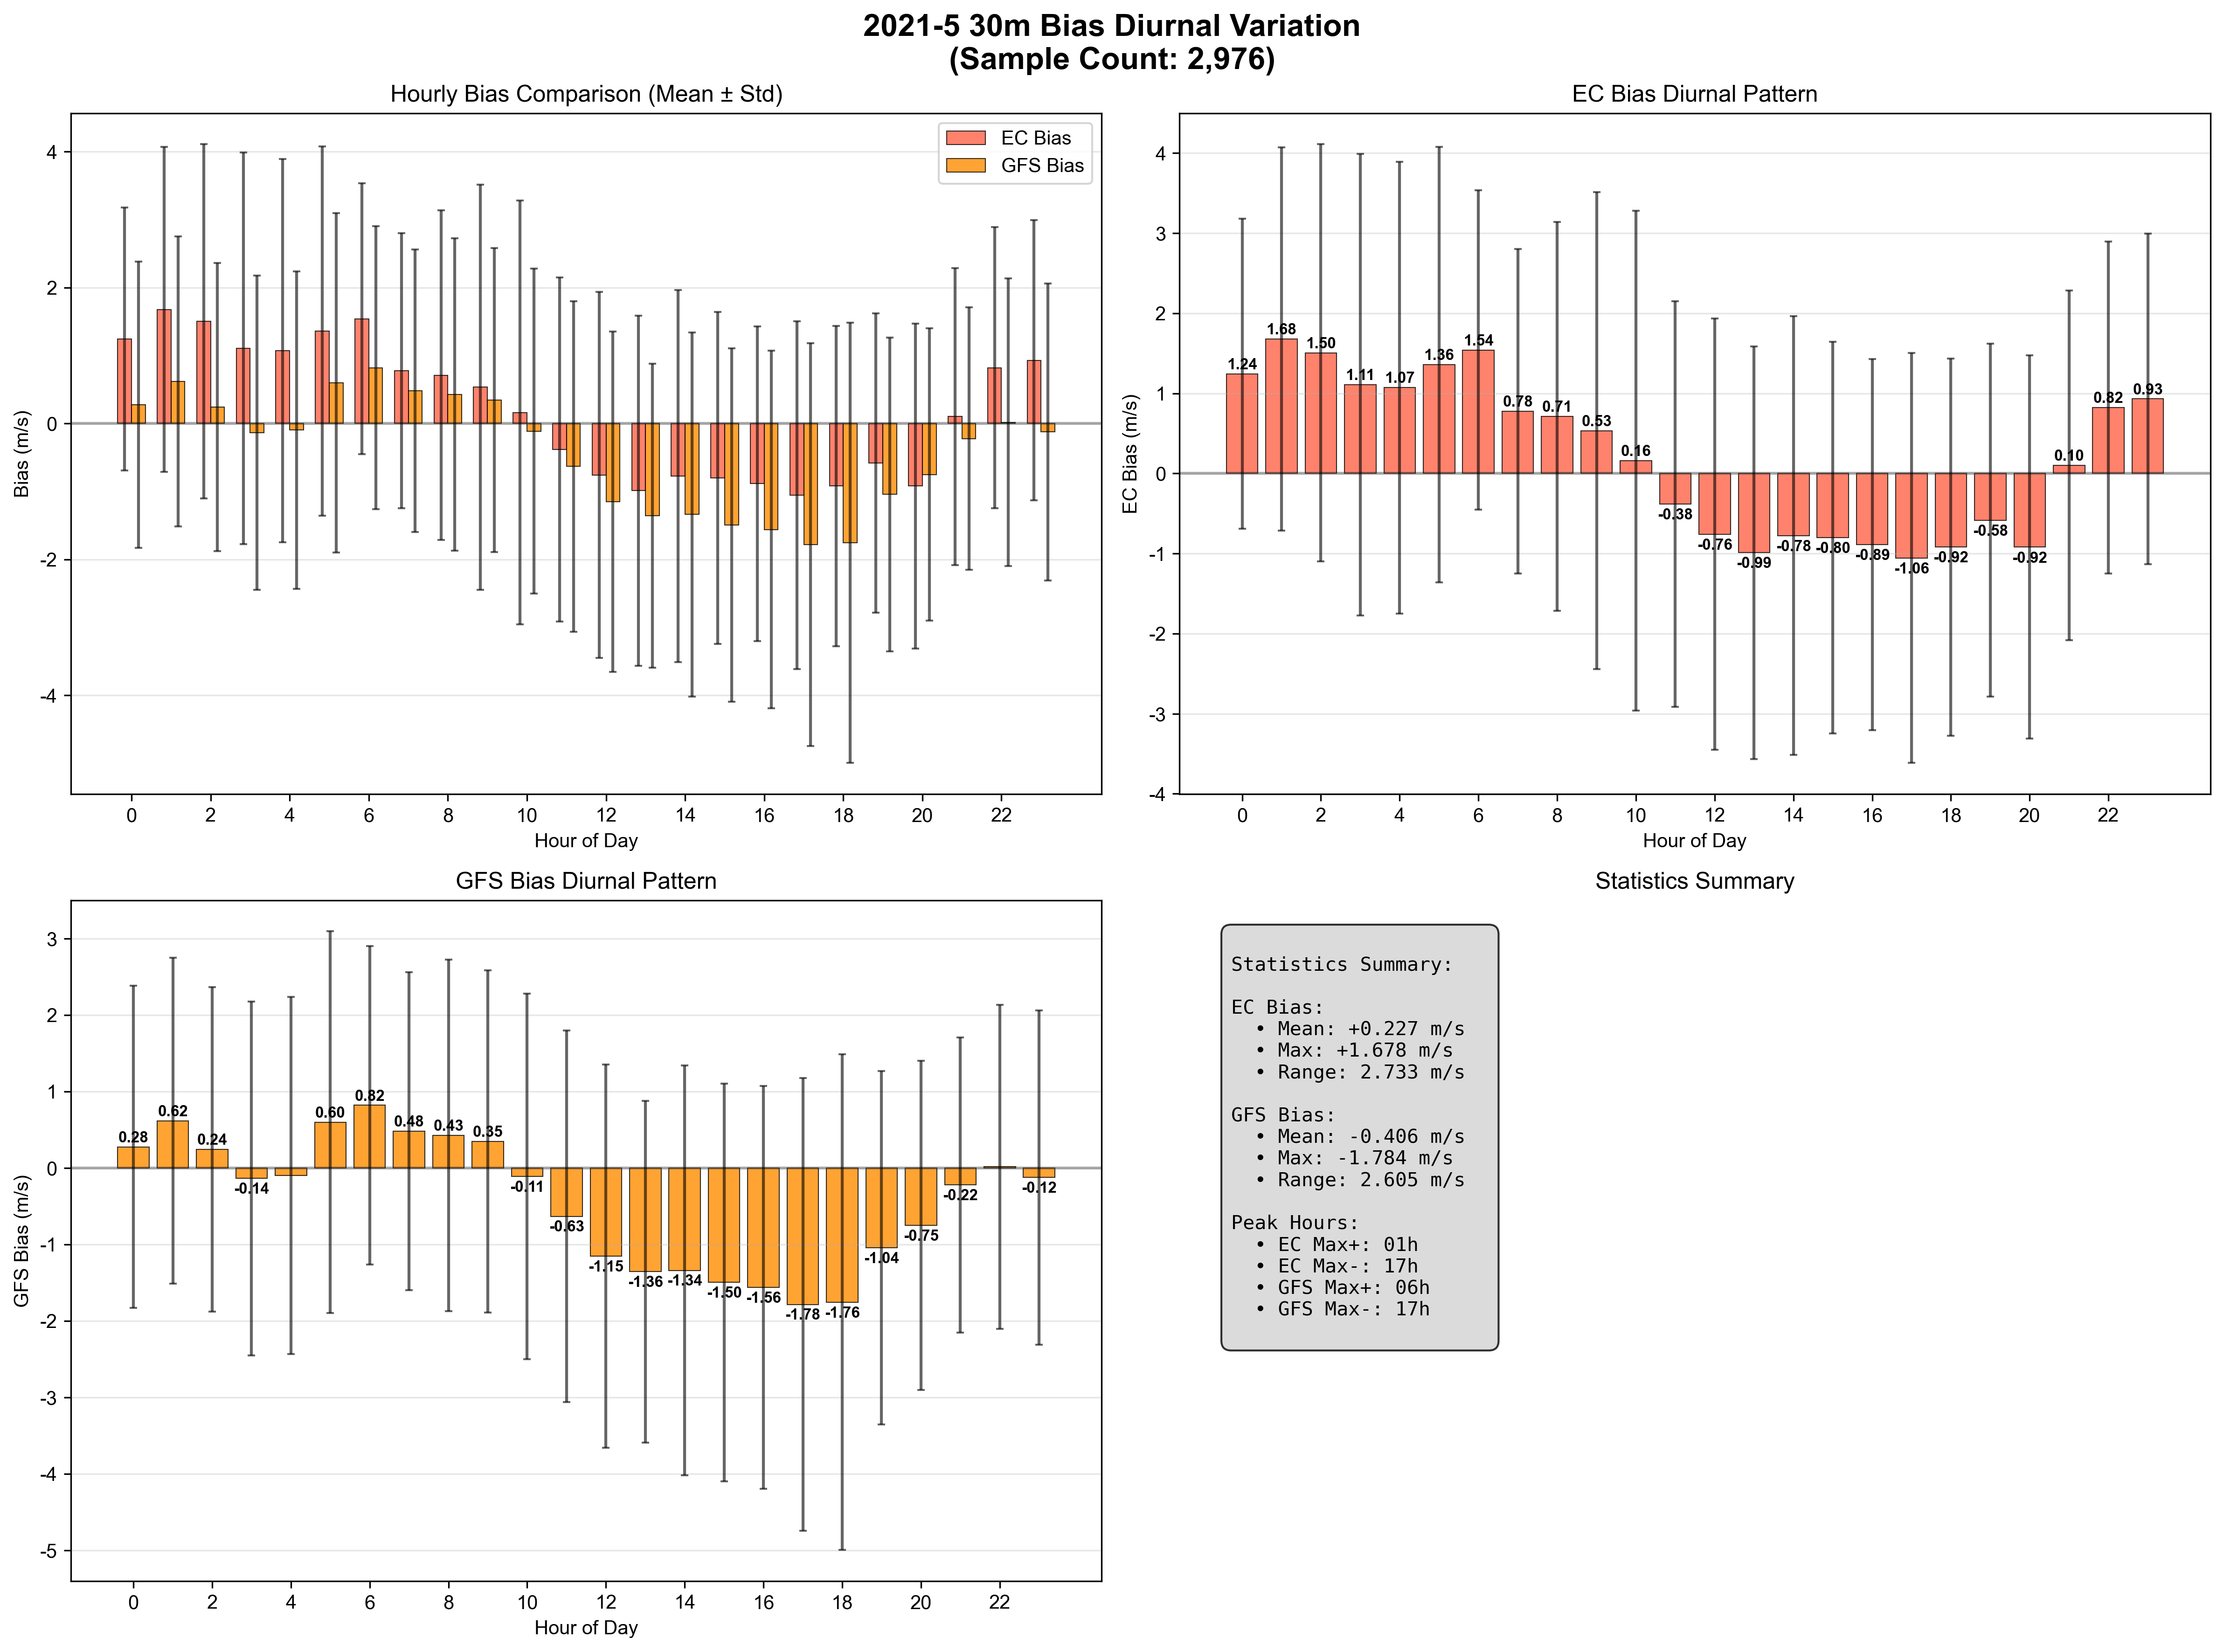 2021-5 30m Bias Diurnal Variation
(Sample Count: 2,976)
Hourly Bias Comparison (Mean ± Std)
EC Bias
GFS Bias
4
2
0
-2
-4
Bias (m/s)
0 2 4 6 8 10 12 14 16 18 20 22
Hour of Day
EC Bias Diurnal Pattern
4
3
2
1
0
-1
-2
-3
-4
EC Bias (m/s)
1.24 1.68 1.50 1.11 1.07 1.36 1.54 0.78 0.71 0.53 0.16 -0.38 -0.76 -0.99 -0.78 -0.80 -0.89 -1.06 -0.92 -0.58 -0.92 0.10 0.82 0.93
0 2 4 6 8 10 12 14 16 18 20 22
Hour of Day
GFS Bias Diurnal Pattern
3
2
1
0
-1
-2
-3
-4
-5
GFS Bias (m/s)
0.28 0.62 0.24 -0.14 0.60 0.82 0.48 0.43 0.35 -0.11 -0.63 -1.15 -1.36 -1.34 -1.50 -1.56 -1.78 -1.76 -1.04 -0.75 -0.22 -0.12
0 2 4 6 8 10 12 14 16 18 20 22
Hour of Day
Statistics Summary
Statistics Summary:
EC Bias:
• Mean: +0.227 m/s
• Max: +1.678 m/s
• Range: 2.733 m/s
GFS Bias:
• Mean: -0.406 m/s
• Max: -1.784 m/s
• Range: 2.605 m/s
Peak Hours:
• EC Max+: 01h
• EC Max-: 17h
• GFS Max+: 06h
• GFS Max-: 17h